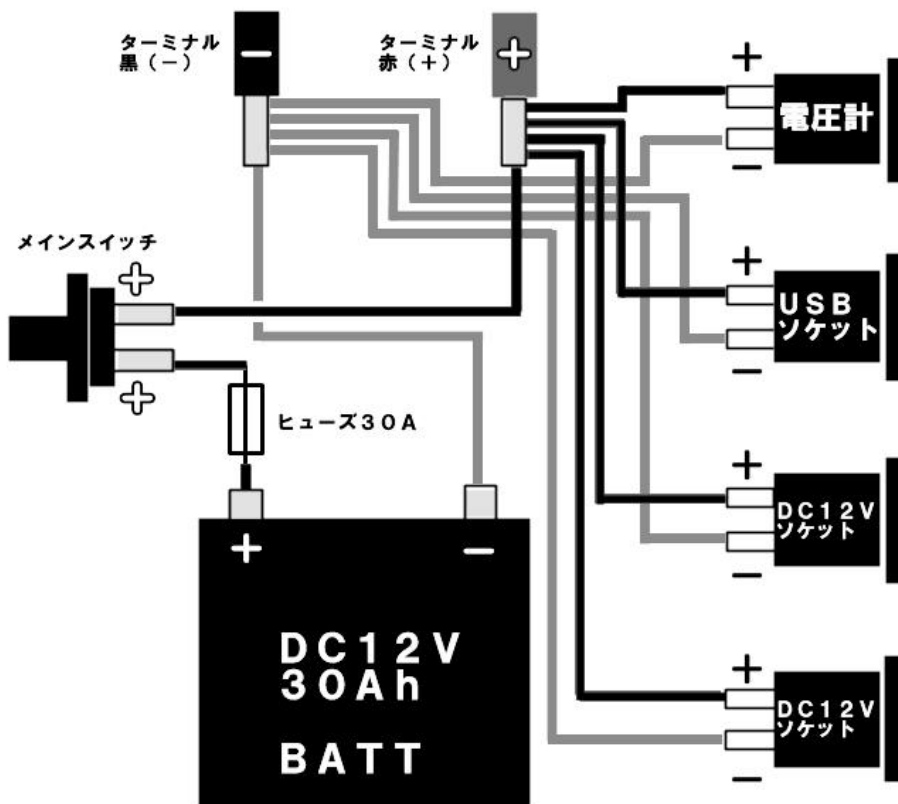 ターミナル
黒（－）
－
ターミナル
赤（＋）
＋
＋
電圧計
－
メインスイッチ
＋
＋
＋
USB
ソケット
－
ヒューズ３０A
＋
DC１２V
ソケット
－
＋
－
DC12V
30Ah
BATT
＋
DC１２V
ソケット
－